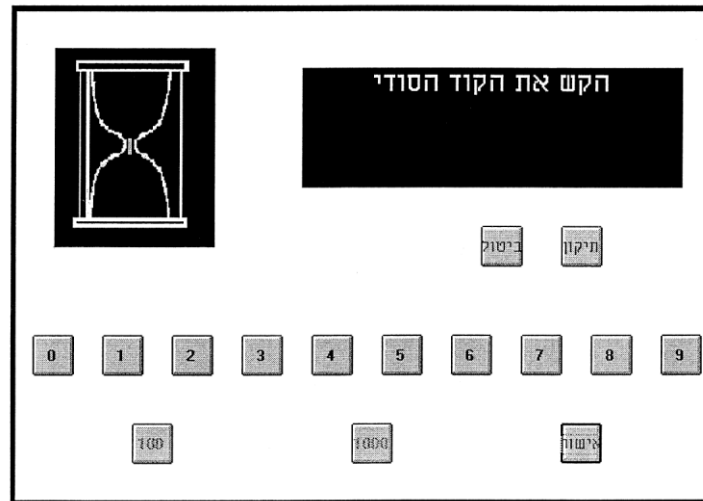 הקש את הקוד הסודי
תיקון ביטול
0 1 2 3 4 5 6 7 8 9
100 1000 אישור